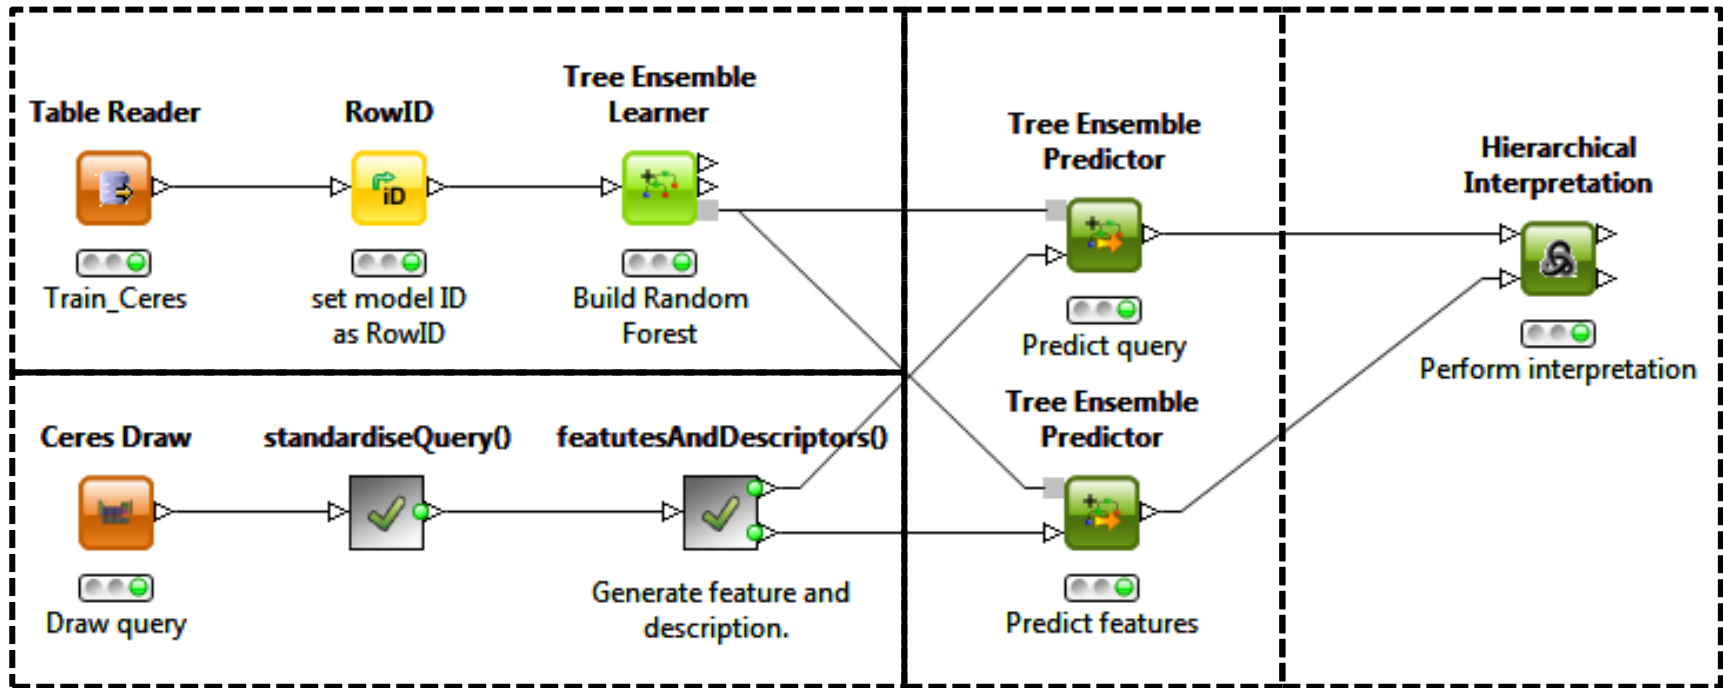 Table Reader
Train_Ceres
RowID
iD
set model ID
as RowID
Tree Ensemble
Learner
Build Random
Forest
Ceres Draw
Draw query
standardiseQuery()
featutesAndDescriptors()
Generate feature and
description.
Tree Ensemble
Predictor
Predict query
Tree Ensemble
Predictor
Predict features
Hierarchical
Interpretation
Perform interpretation